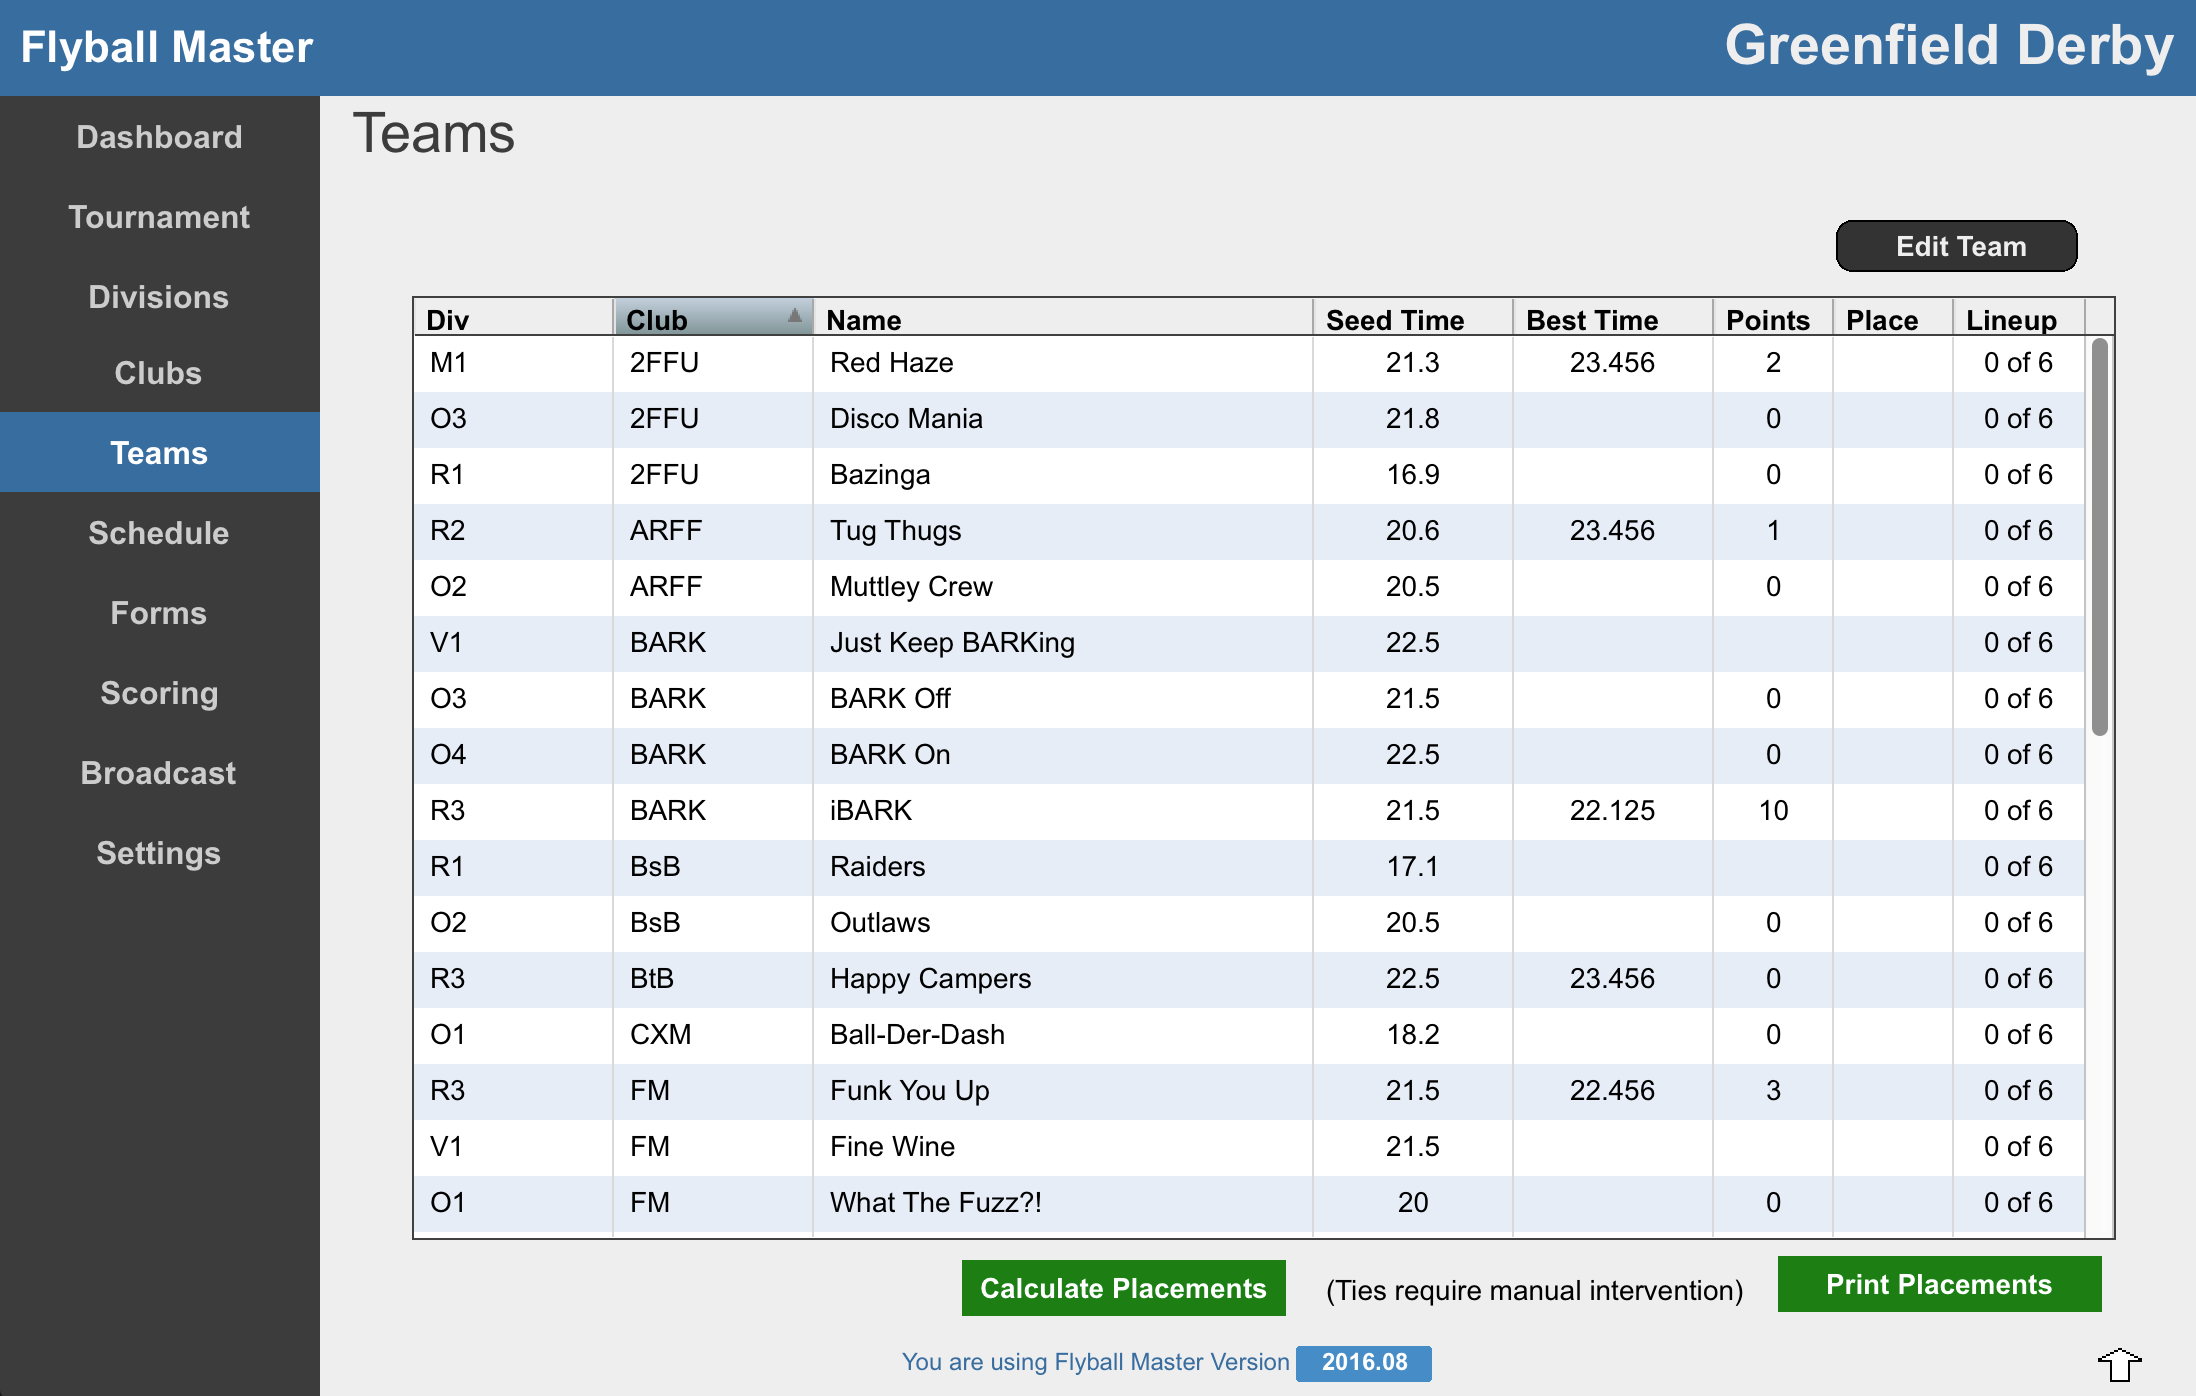 Flyball Master
Greenfield Derby
Dashboard
Tournament
Divisions
Clubs
Teams
Schedule
Forms
Scoring
Broadcast
Settings
Teams
Edit Team
Div Club Name Seed Time Best Time Points Place Lineup
M1 2FFU Red Haze 21.3 23.456 2 0 of 6
O3 2FFU Disco Mania 21.8 0 0 of 6
R1 2FFU Bazinga 16.9 0 0 of 6
R2 ARFF Tug Thugs 20.6 23.456 1 0 of 6
O2 ARFF Muttley Crew 20.5 0 0 of 6
V1 BARK Just Keep BARKing 22.5 0 of 6
O3 BARK BARK Off 21.5 0 0 of 6
O4 BARK BARK On 22.5 0 0 of 6
R3 BARK iBARK 21.5 22.125 10 0 of 6
R1 BsB Raiders 17.1 0 of 6
O2 BsB Outlaws 20.5 0 0 of 6
R3 BtB Happy Campers 22.5 23.456 0 0 of 6
O1 CXM Ball-Der-Dash 18.2 0 0 of 6
R3 FM Funk You Up 21.5 22.456 3 0 of 6
V1 FM Fine Wine 21.5 0 of 6
O1 FM What The Fuzz?! 20 0 0 of 6
Calculate Placements (Ties require manual intervention) Print Placements
You are using Flyball Master Version 2016.08